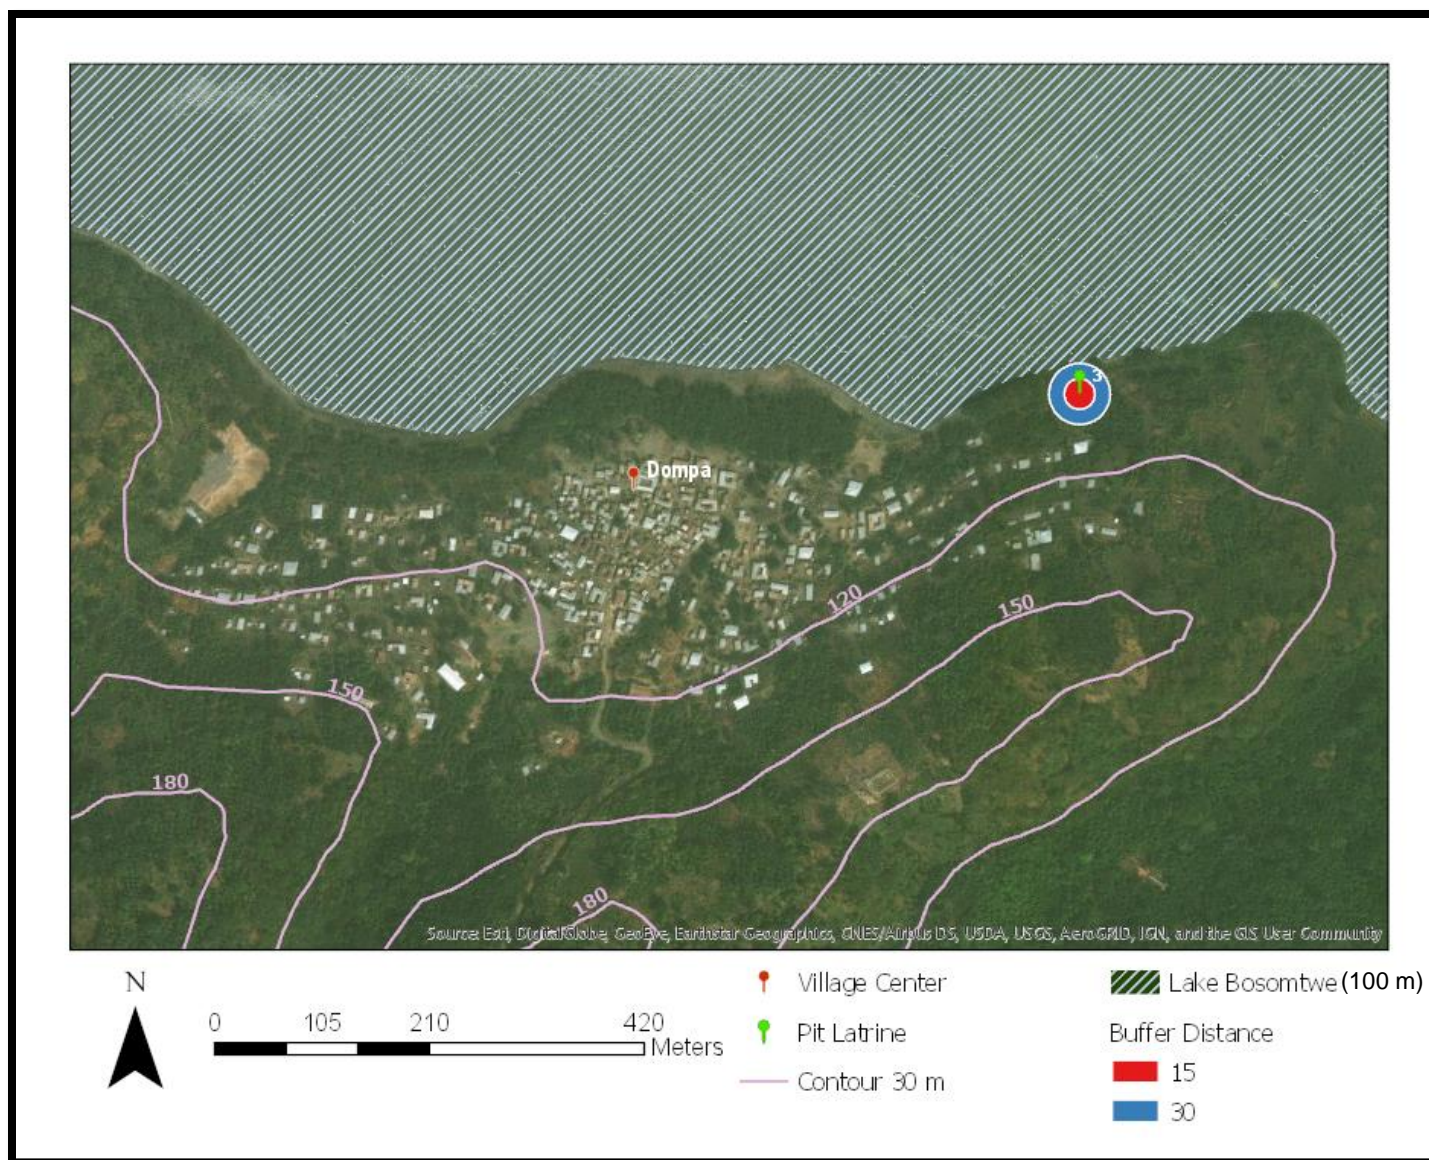 3
Dompa
120
150
150
180
180
Source: Esri, DigitalGlobe, GeoEye, Earthstar Geographics, CNES/Airbus DS, USDA, USGS, AeroGRID, IGN, and the GIS User Community
N
0 105 210 420
Meters
Village Center
Pit Latrine
Contour 30 m
Lake Bosomtwe (100 m)
Buffer Distance
15
30